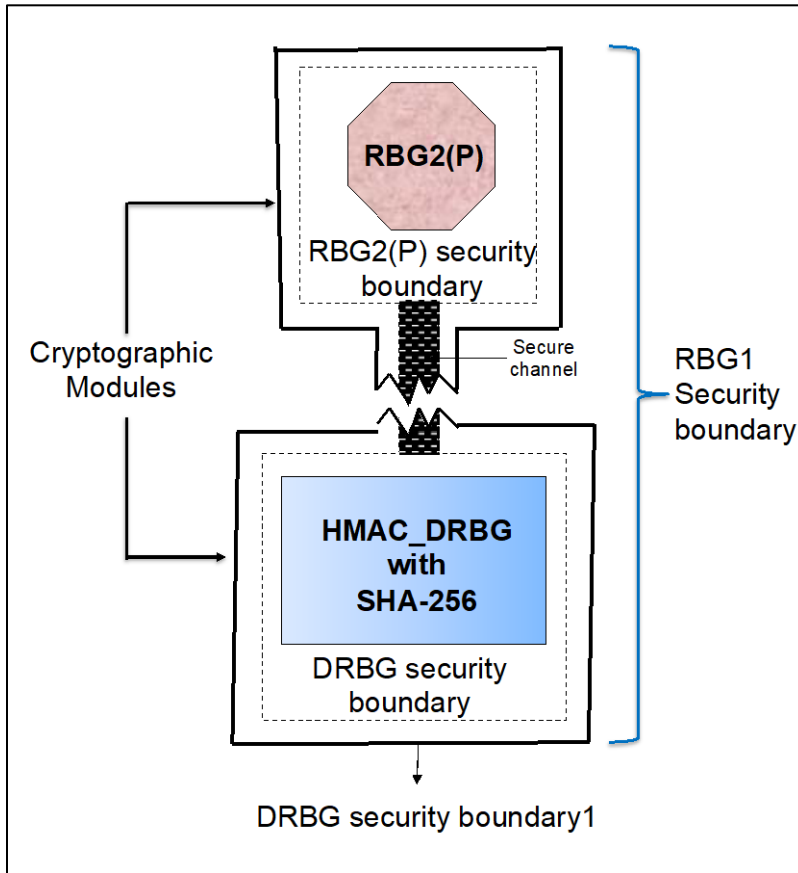 RBG2(P)
RBG2(P) security
boundary
Secure
channel
Cryptographic
Modules
RBG1
Security
boundary
HMAC_DRBG
with
SHA-256
DRBG security
boundary
DRBG security boundary1